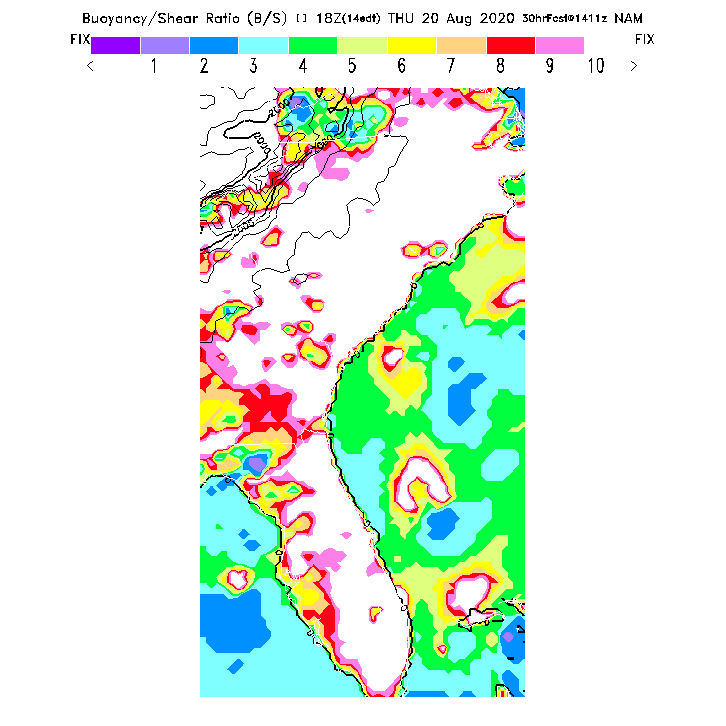 Buoyancy/Shear Ratio (B/S) [] 18Z(14edt) THU 20 Aug 2020 30hrFcst@1411z NAM
FIX FIX
< 1 2 3 4 5 6 7 8 9 10 >